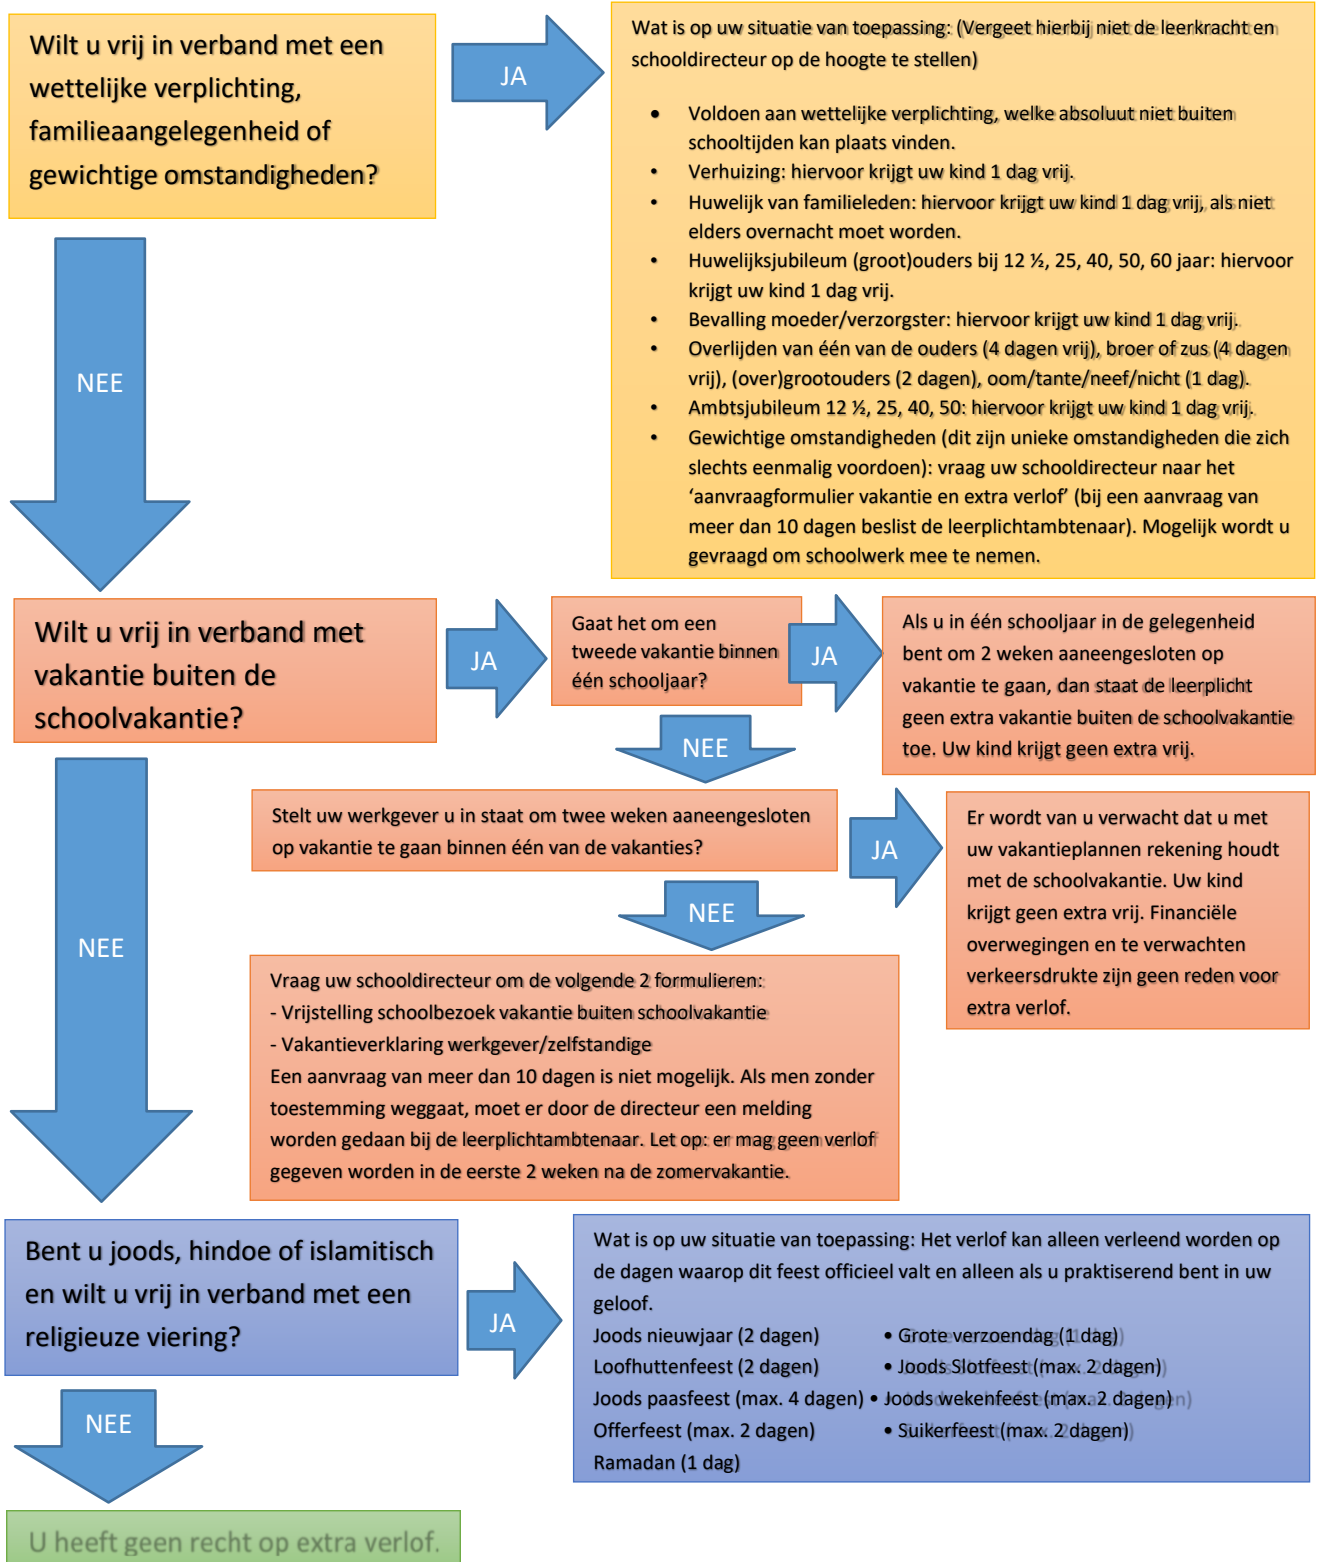 Wilt u vrij in verband met een
wettelijke verplichting,
familieaangelegenheid of
gewichtige omstandigheden?
JA
Wat is op uw situatie van toepassing: (Vergeet hierbij niet de leerkracht en
schooldirecteur op de hoogte te stellen)
• Voldoen aan wettelijke verplichting, welke absoluut niet buiten
schooltijden kan plaats vinden.
• Verhuizing: hiervoor krijgt uw kind 1 dag vrij.
• Huwelijk van familieleden: hiervoor krijgt uw kind 1 dag vrij, als niet
elders overnacht moet worden.
• Huwelijksjubileum (groot)ouders bij 12 ½, 25, 40, 50, 60 jaar: hiervoor
krijgt uw kind 1 dag vrij.
• Bevalling moeder/verzorgster: hiervoor krijgt uw kind 1 dag vrij.
• Overlijden van één van de ouders (4 dagen vrij), broer of zus (4 dagen
vrij), (over)grootouders (2 dagen), oom/tante/neef/nicht (1 dag).
• Ambtsjubileum 12 ½, 25, 40, 50: hiervoor krijgt uw kind 1 dag vrij.
• Gewichtige omstandigheden (dit zijn unieke omstandigheden die zich
slechts eenmalig voordoen): vraag uw schooldirecteur naar het
‘aanvraagformulier vakantie en extra verlof’ (bij een aanvraag van
meer dan 10 dagen beslist de leerplichtambtenaar). Mogelijk wordt u
gevraagd om schoolwerk mee te nemen.
NEE
Wilt u vrij in verband met
vakantie buiten de
schoolvakantie?
JA
Gaat het om een
tweede vakantie binnen
één schooljaar?
JA
Als u in één schooljaar in de gelegenheid
bent om 2 weken aaneengesloten op
vakantie te gaan, dan staat de leerplicht
geen extra vakantie buiten de schoolvakantie
toe. Uw kind krijgt geen extra vrij.
NEE
Stelt uw werkgever u in staat om twee weken aaneengesloten
op vakantie te gaan binnen één van de vakanties?
JA
Er wordt van u verwacht dat u met
uw vakantieplannen rekening houdt
met de schoolvakantie. Uw kind
krijgt geen extra vrij. Financiële
overwegingen en te verwachten
verkeersdrukte zijn geen reden voor
extra verlof.
NEE
Vraag uw schooldirecteur om de volgende 2 formulieren:
- Vrijstelling schoolbezoek vakantie buiten schoolvakantie
- Vakantieverklaring werkgever/zelfstandige
Een aanvraag van meer dan 10 dagen is niet mogelijk. Als men zonder
toestemming weggaat, moet er door de directeur een melding
worden gedaan bij de leerplichtambtenaar. Let op: er mag geen verlof
gegeven worden in de eerste 2 weken na de zomervakantie.
NEE
Bent u joods, hindoe of islamitisch
en wilt u vrij in verband met een
religieuze viering?
JA
Wat is op uw situatie van toepassing: Het verlof kan alleen verleend worden op
de dagen waarop dit feest officieel valt en alleen als u praktiserend bent in uw
geloof.
Joods nieuwjaar (2 dagen) • Grote verzoendag (1 dag)
Loofhuttenfeest (2 dagen) • Joods Slotfeest (max. 2 dagen)
Joods paasfeest (max. 4 dagen) • Joods wekenfeest (max. 2 dagen)
Offerfeest (max. 2 dagen) • Suikerfeest (max. 2 dagen)
Ramadan (1 dag)
NEE
U heeft geen recht op extra verlof.